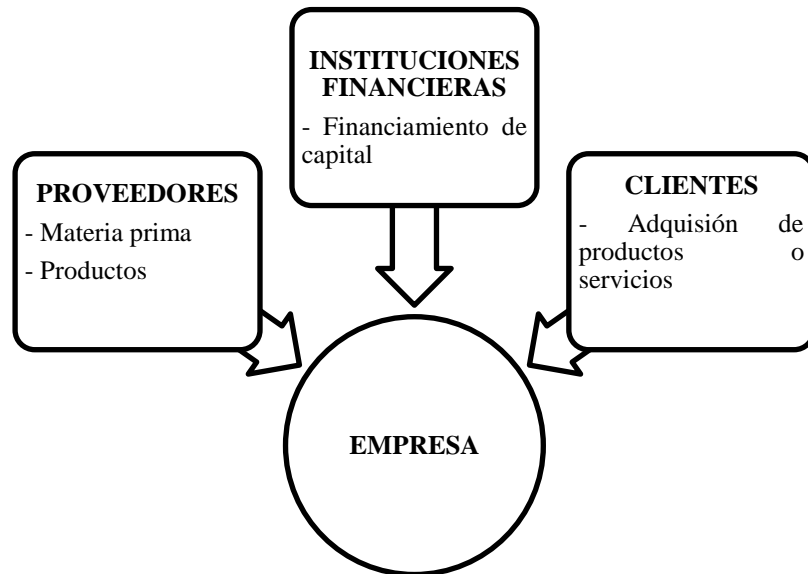 INSTITUCIONES
FINANCIERAS
- Financiamiento de
capital
PROVEEDORES
- Materia prima
- Productos
CLIENTES
- Adquisión de
productos o
servicios
EMPRESA